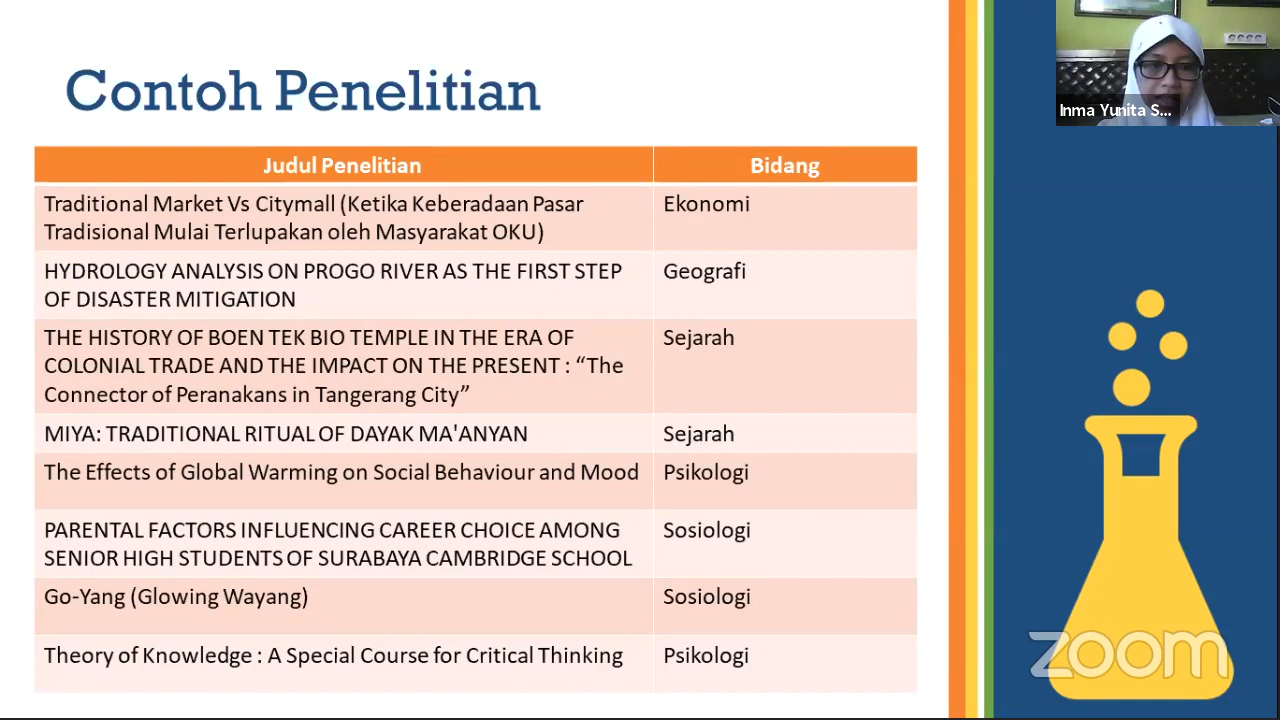 Contoh Penelitian
Inma Yunita S...
Judul Penelitian
Bidang
Traditional Market Vs Citymall (Ketika Keberadaan Pasar
Tradisional Mulai Terlupakan oleh Masyarakat OKU)
Ekonomi
HYDROLOGY ANALYSIS ON PROGO RIVER AS THE FIRST STEP
OF DISASTER MITIGATION
Geografi
THE HISTORY OF BOEN TEK BIO TEMPLE IN THE ERA OF
COLONIAL TRADE AND THE IMPACT ON THE PRESENT : “The
Connector of Peranakans in Tangerang City”
Sejarah
MIYA: TRADITIONAL RITUAL OF DAYAK MA'ANYAN
Sejarah
The Effects of Global Warming on Social Behaviour and Mood
Psikologi
PARENTAL FACTORS INFLUENCING CAREER CHOICE AMONG
SENIOR HIGH STUDENTS OF SURABAYA CAMBRIDGE SCHOOL
Sosiologi
Go-Yang (Glowing Wayang)
Sosiologi
Theory of Knowledge : A Special Course for Critical Thinking
Psikologi
zoom